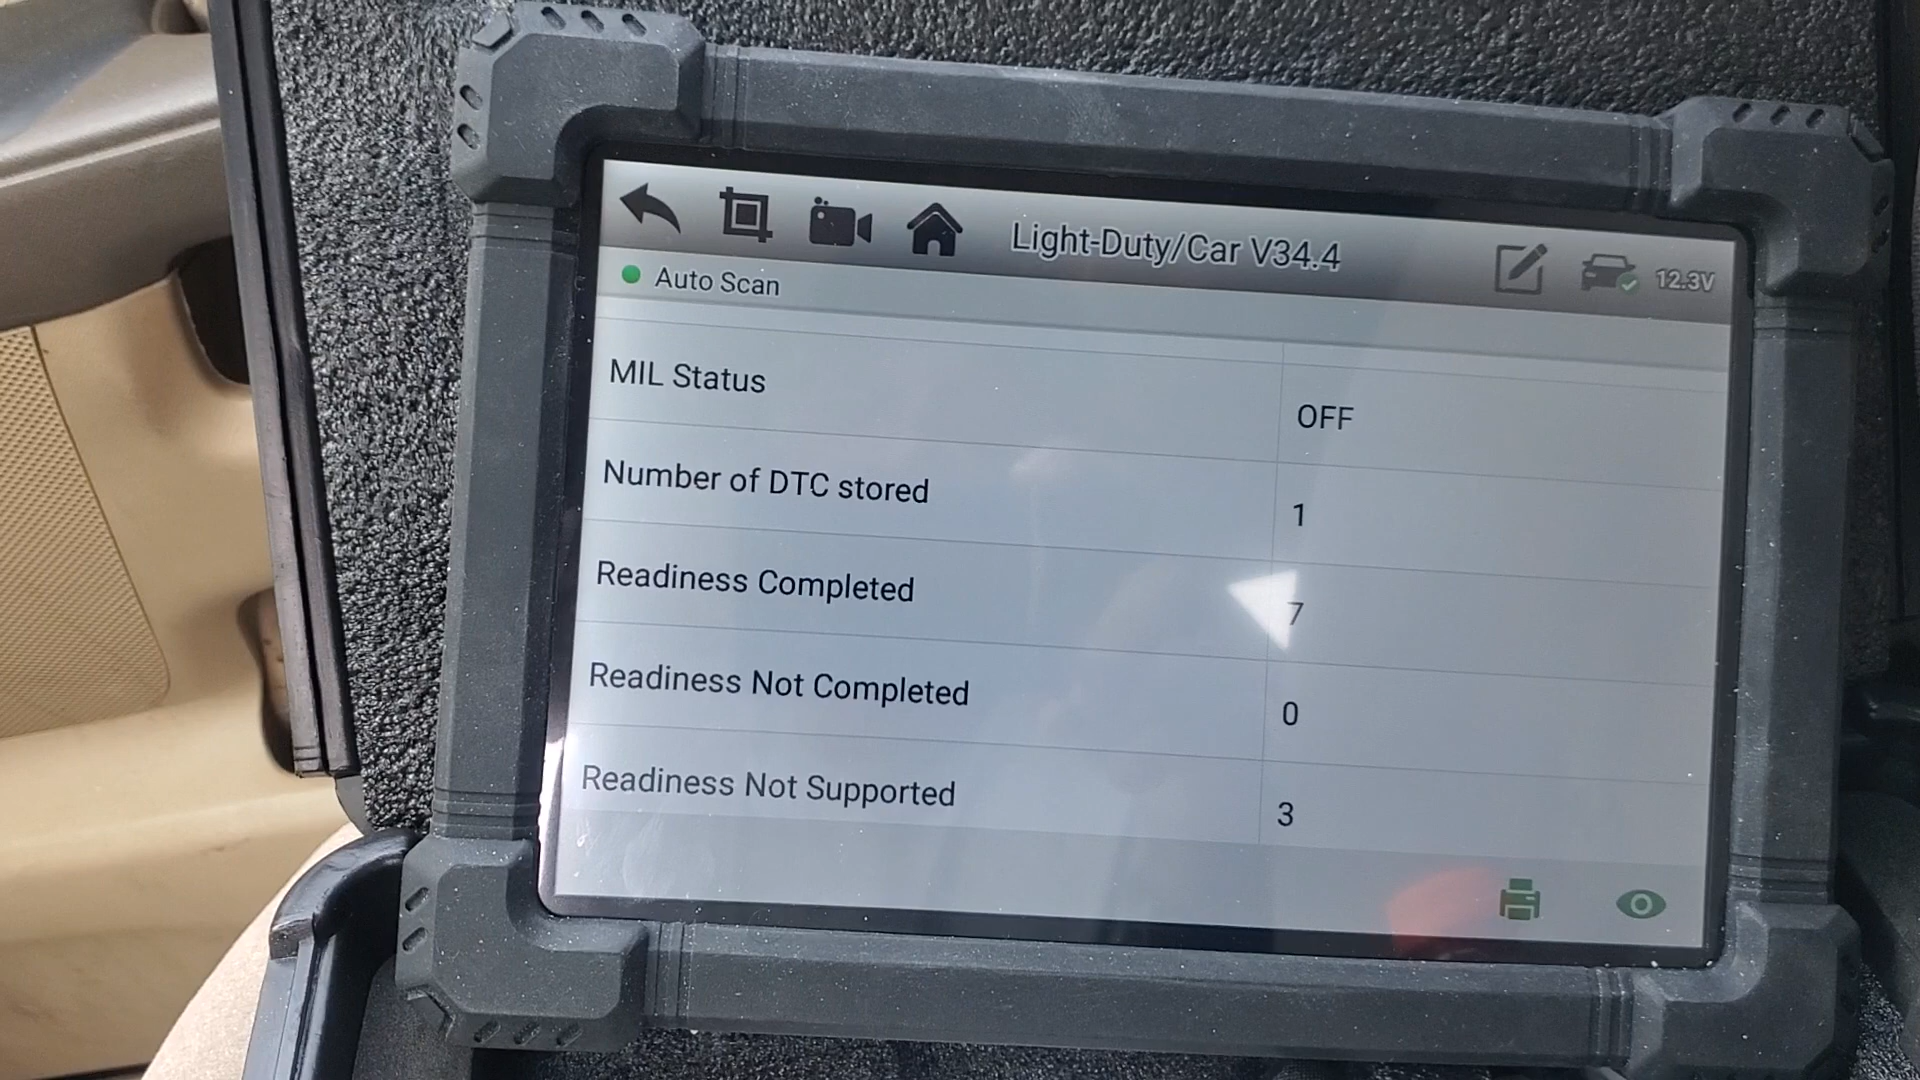 Light-Duty/Car V34.4
12.3V
Auto Scan
MIL Status
OFF
Number of DTC stored
1
Readiness Completed
7
Readiness Not Completed
0
Readiness Not Supported
3